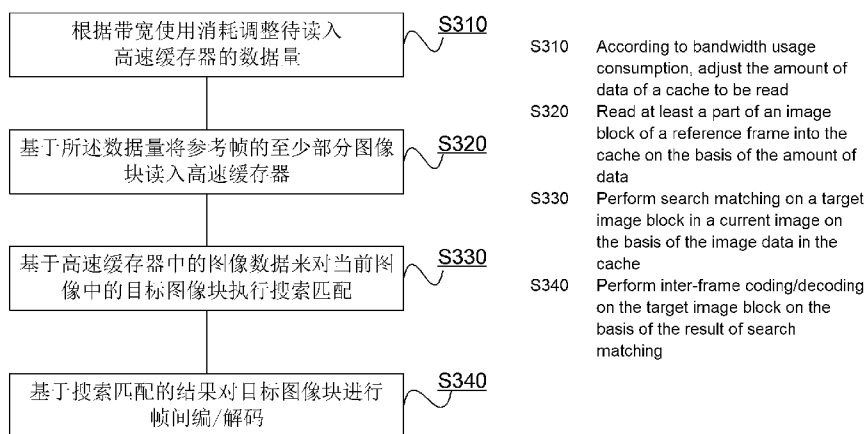 根据带宽使用消耗调整待读入
高速缓存器的数据量
S310
基于所述数据量将参考帧的至少部分图像
块读入高速缓存器
S320
基于高速缓存器中的图像数据来对当前图
像中的目标图像块执行搜索匹配
S330
基于搜索匹配的结果对目标图像块进行
帧间编/解码
S340
S310 According to bandwidth usage
consumption, adjust the amount of
data of a cache to be read
S320 Read at least a part of an image
block of a reference frame into the
cache on the basis of the amount of
data
S330 Perform search matching on a target
image block in a current image on
the basis of the image data in the
cache
S340 Perform inter-frame coding/decoding
on the target image block on the
basis of the result of search
matching